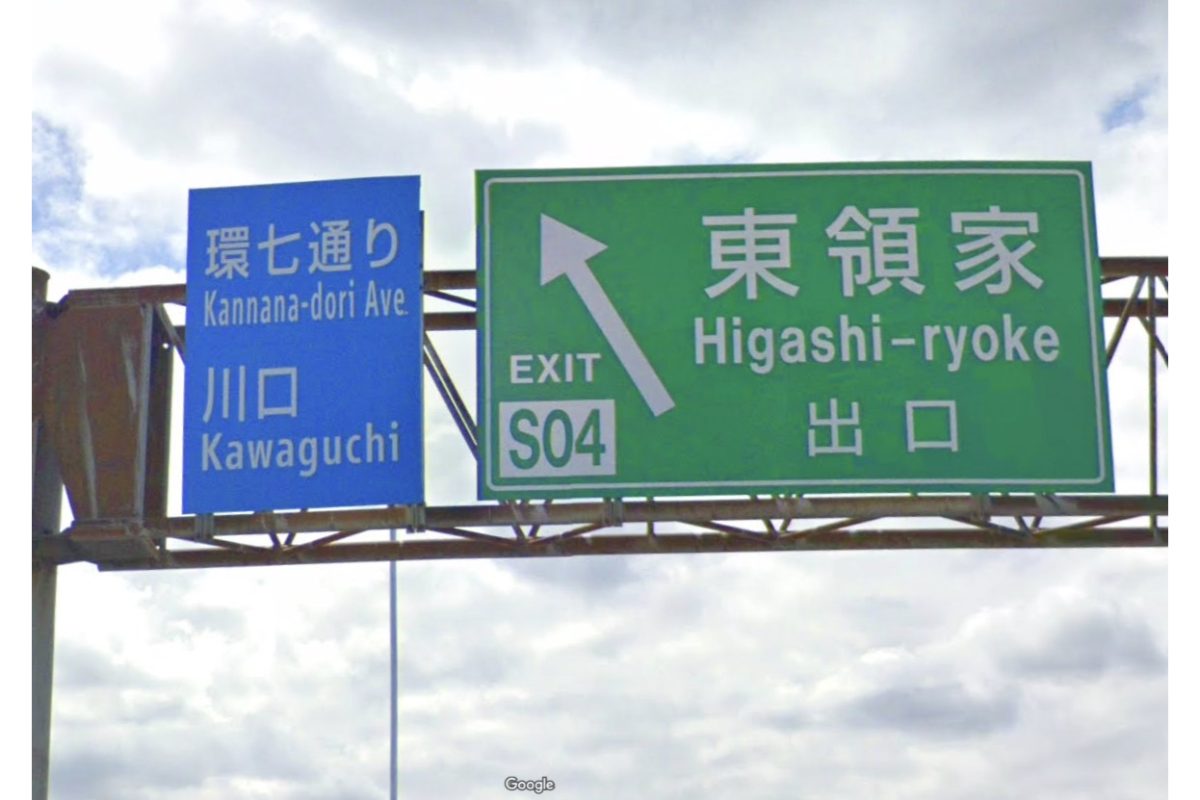 環七通り
Kannana-dori Ave.
川口
Kawaguchi
東領家
Higashi-ryoke
出口
EXIT
S04
Google